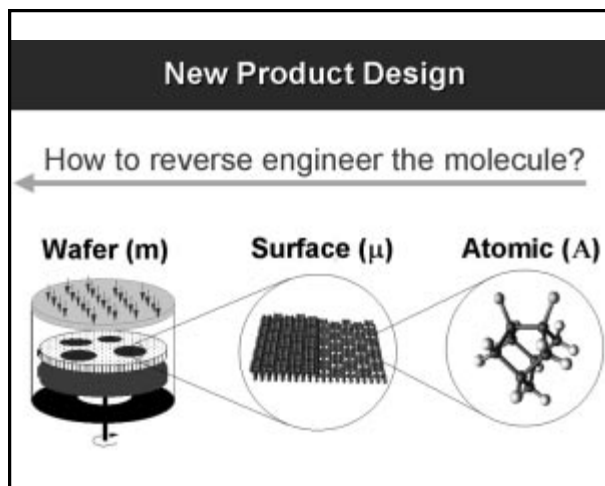 New Product Design
How to reverse engineer the molecule?
Wafer (m) Surface (μ) Atomic (A)